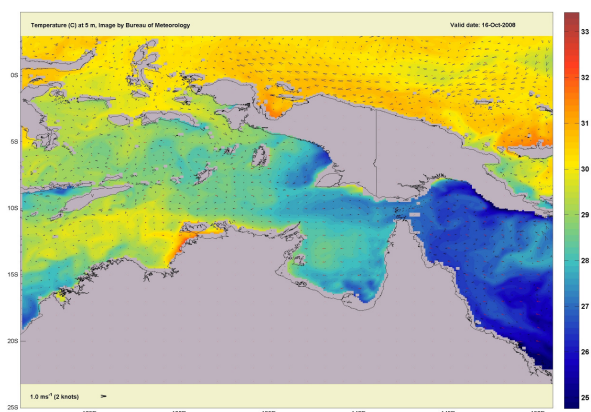 Temperature (C) at 5 m, Image by Bureau of Meteorology Valid date: 16-Oct-2008
33
32
31
30
29
28
27
26
25
0S
5S
10S
15S
20S
25S
1.0 ms⁻¹ (2 knots)